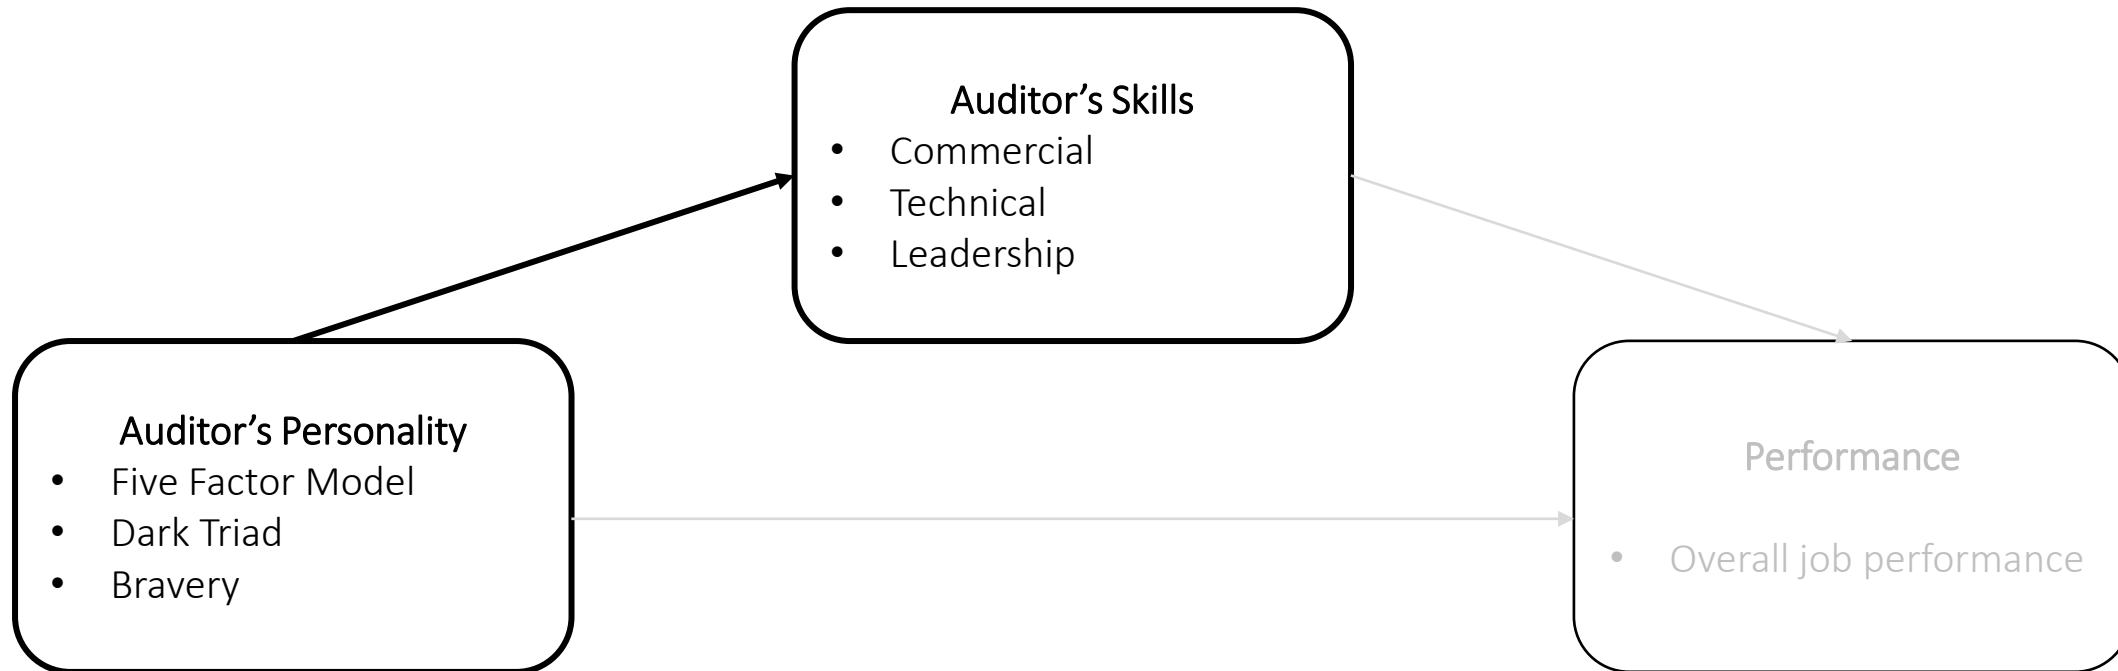 Auditor’s Skills
• Commercial
• Technical
• Leadership
Auditor’s Personality
• Five Factor Model
• Dark Triad
• Bravery
Performance
• Overall job performance